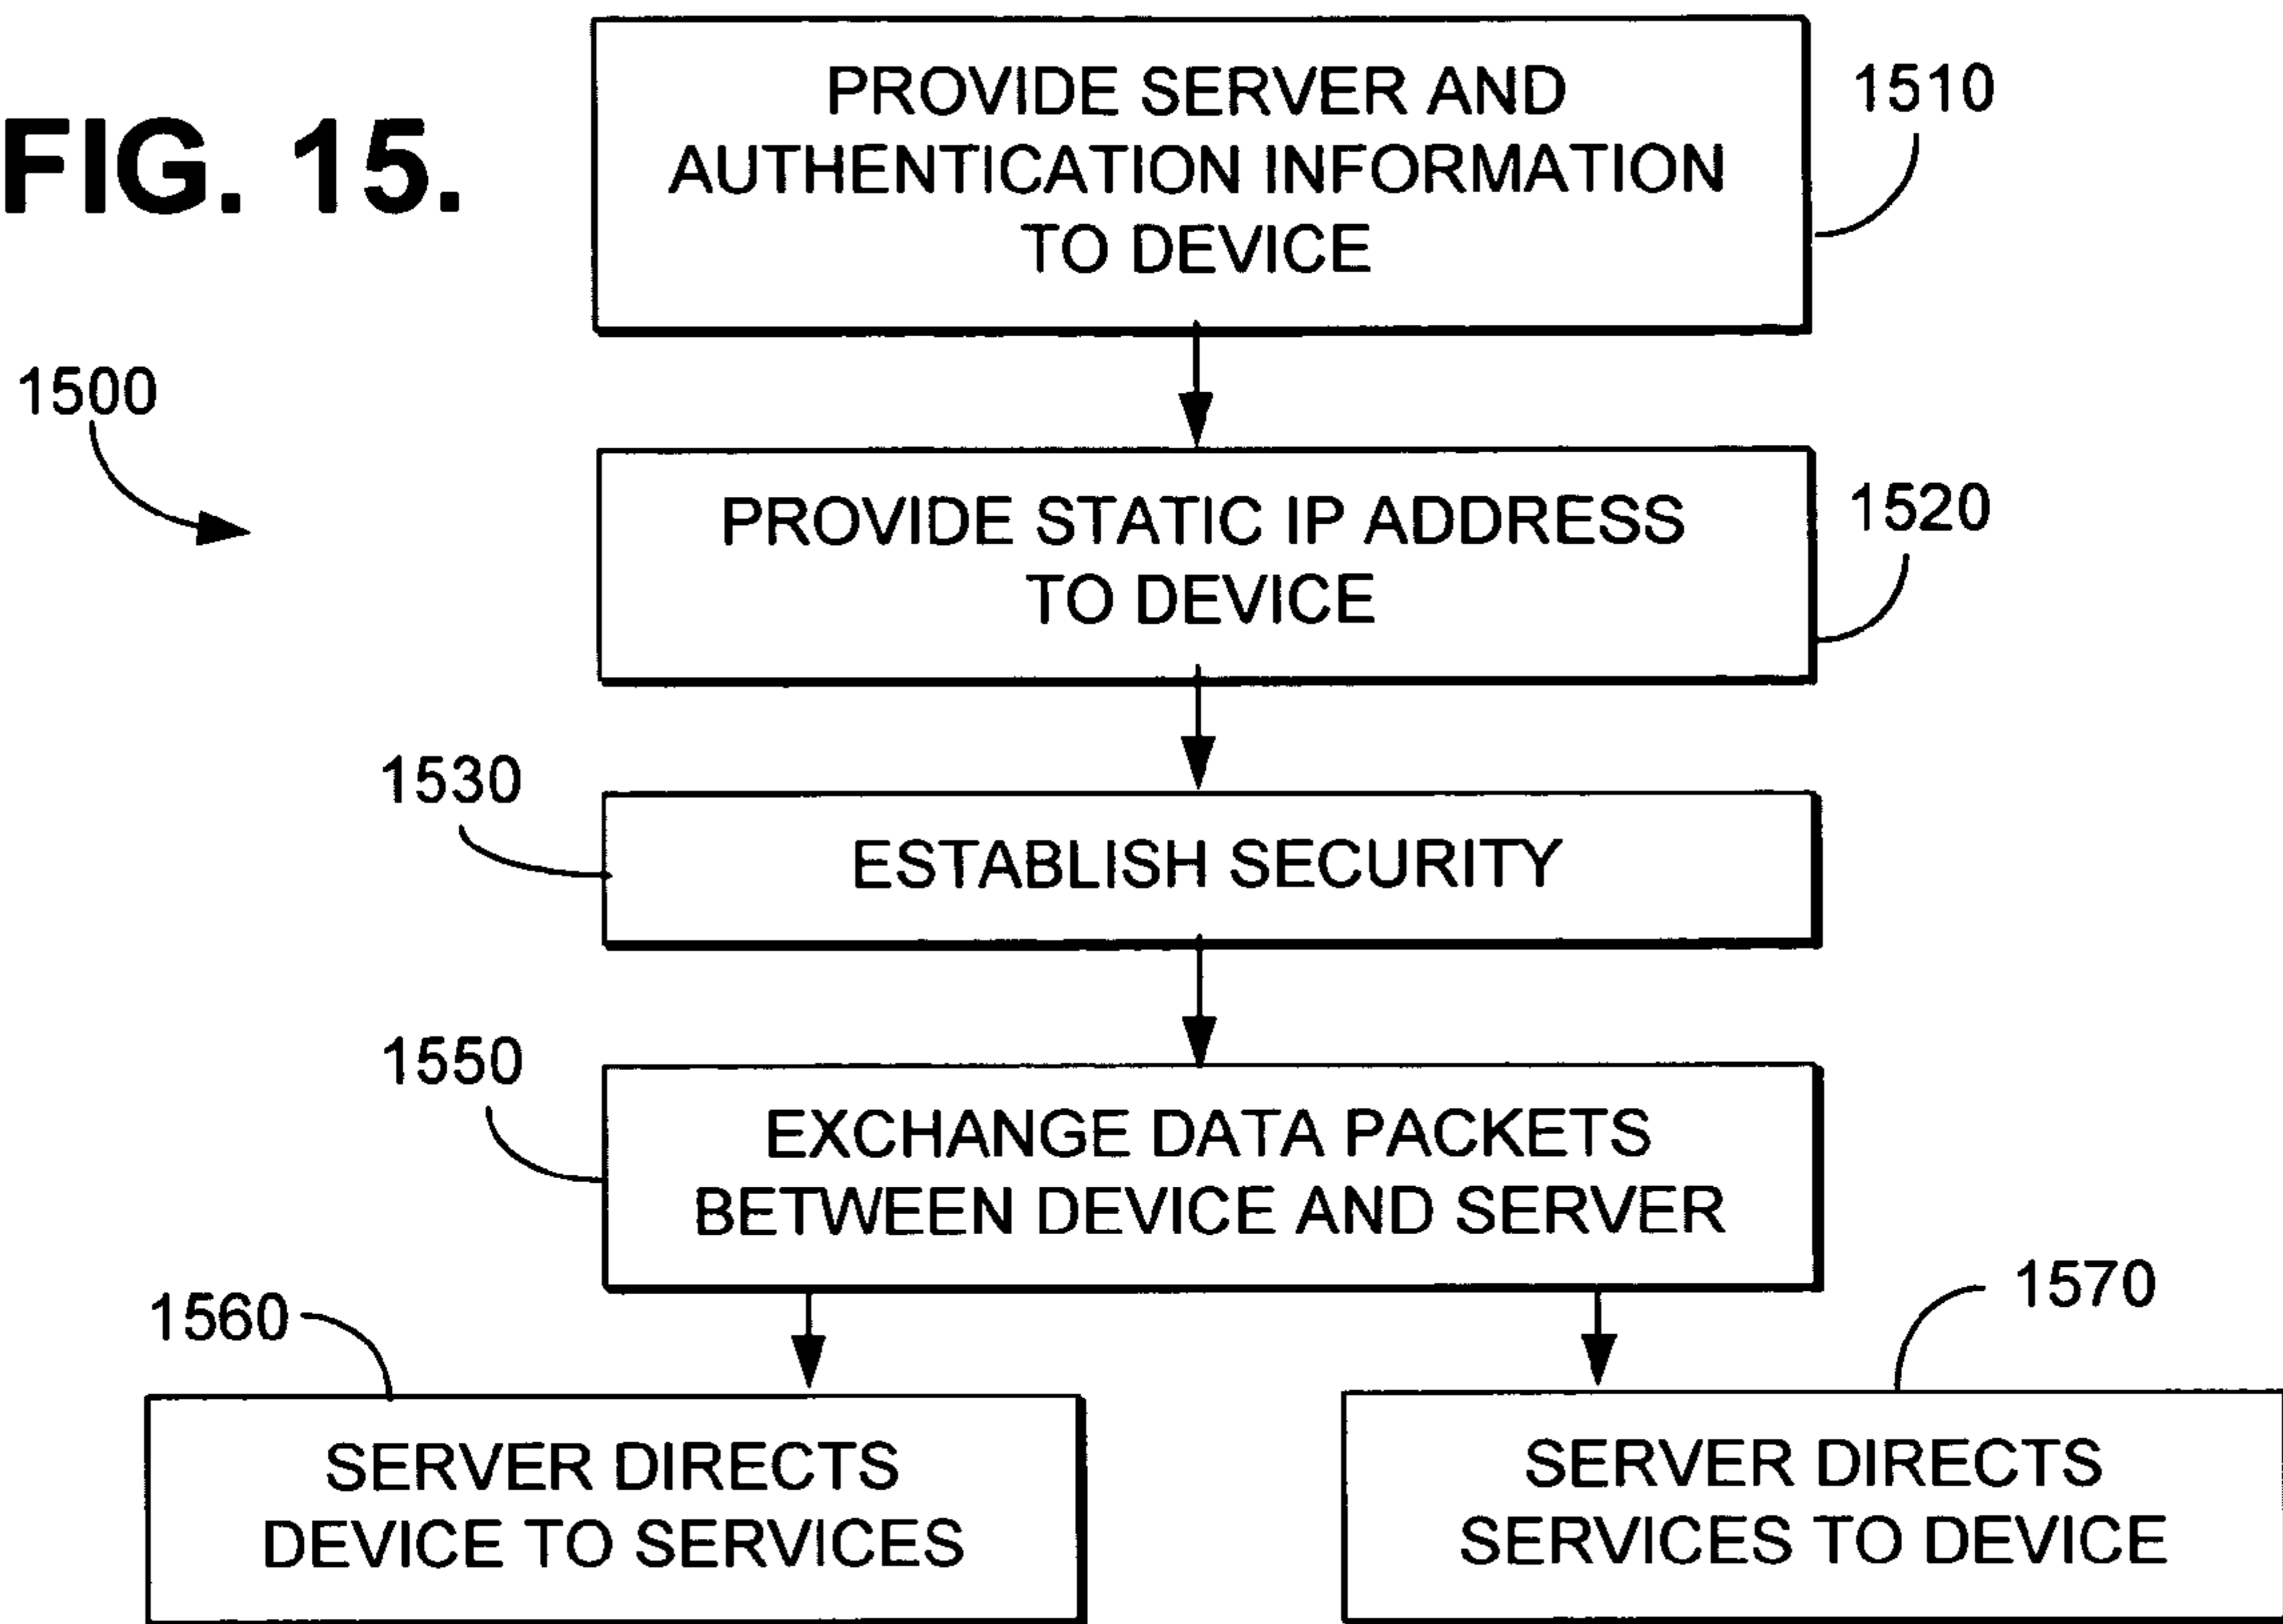 FIG. 15.
1500
PROVIDE SERVER AND
AUTHENTICATION INFORMATION
TO DEVICE
1510
PROVIDE STATIC IP ADDRESS
TO DEVICE
1520
1530
ESTABLISH SECURITY
1550
EXCHANGE DATA PACKETS
BETWEEN DEVICE AND SERVER
1560
SERVER DIRECTS
DEVICE TO SERVICES
1570
SERVER DIRECTS
SERVICES TO DEVICE